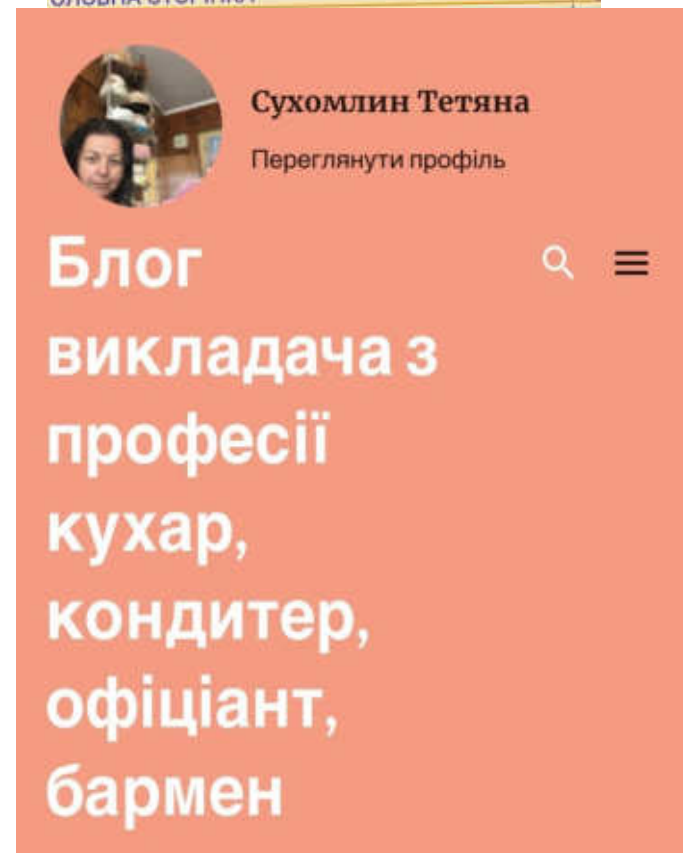 Сухомлин Тетяна
Переглянути профіль
Блог
викладача з
професії
кухар,
кондитер,
офіціант,
бармен